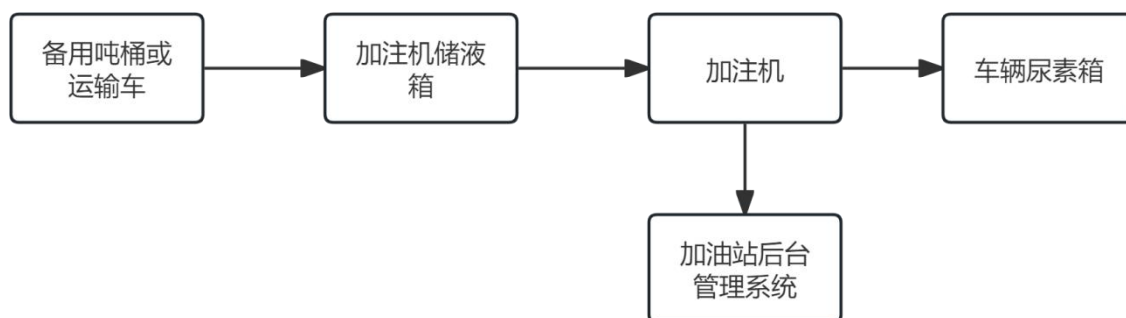 备用吨桶或
运输车
加注机储液
箱
加注机
车辆尿素箱
加油站后台
管理系统